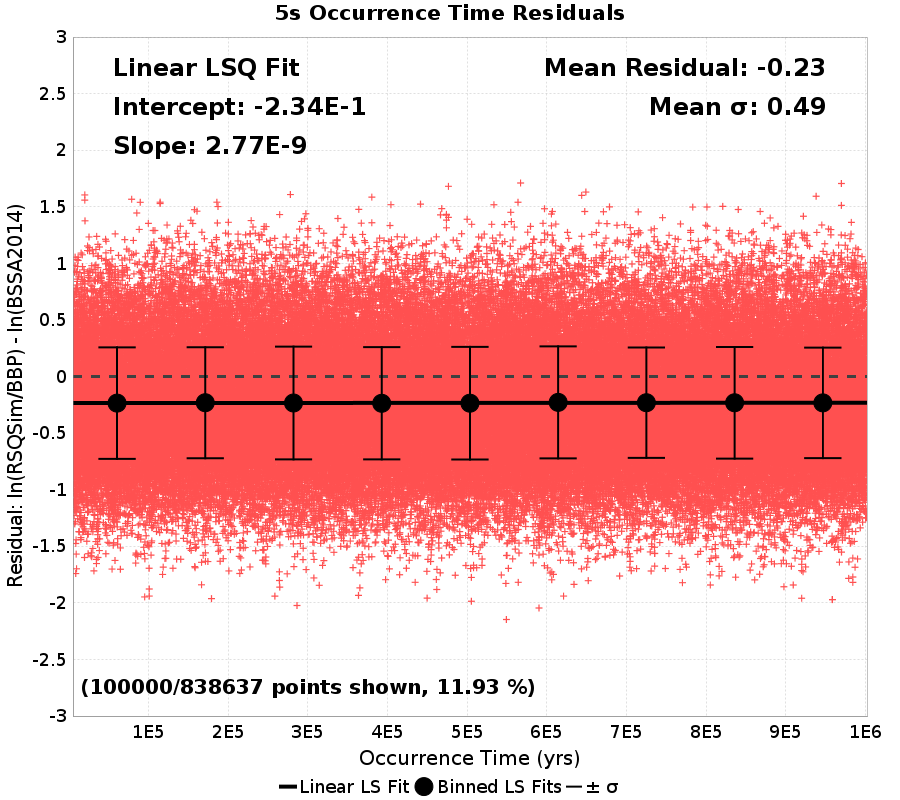 5s Occurrence Time Residuals
Linear LSQ Fit
Mean Residual: -0.23
Intercept: -2.34E-1
Mean σ: 0.49
Slope: 2.77E-9
Residual: ln(RSQSim/BBP) - ln(BSSA2014)
3
2.5
2
1.5
1
0.5
0
-0.5
-1
-1.5
-2
-2.5
-3
(100000/838637 points shown, 11.93 %)
1E5 2E5 3E5 4E5 5E5 6E5 7E5 8E5 9E5 1E6
Occurrence Time (yrs)
Linear LS Fit Binned LS Fits ± σ